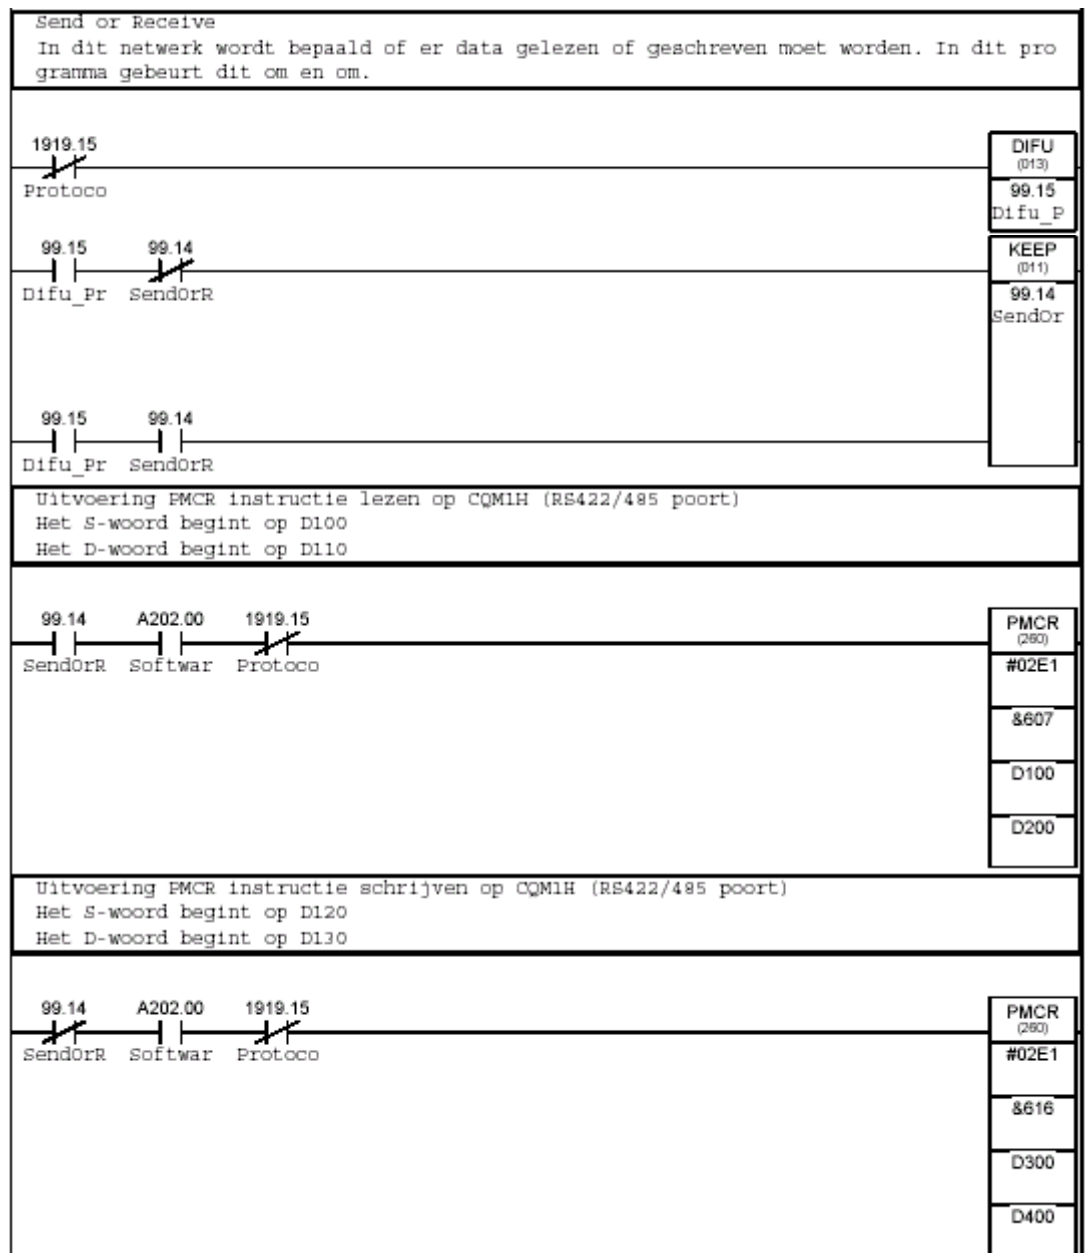 Send or Receive
In dit netwerk wordt bepaald of er data gelezen of geschreven moet worden. In dit pro
gramma gebeurt dit om en om.
1919.15
Protoco
DIFU
(013)
99.15
Difu_P
99.15 99.14
Difu_Pr SendOrR
KEEP
(011)
99.14
SendOr
99.15 99.14
Difu_Pr SendOrR
Uitvoering PMCR instructie lezen op CQM1H (RS422/485 poort)
Het S-woord begint op D100
Het D-woord begint op D110
99.14 A202.00 1919.15
SendOrR Softwar Protoco
PMCR
(260)
#02E1
&607
D100
D200
Uitvoering PMCR instructie schrijven op CQM1H (RS422/485 poort)
Het S-woord begint op D120
Het D-woord begint op D130
99.14 A202.00 1919.15
SendOrR Softwar Protoco
PMCR
(260)
#02E1
&616
D300
D400